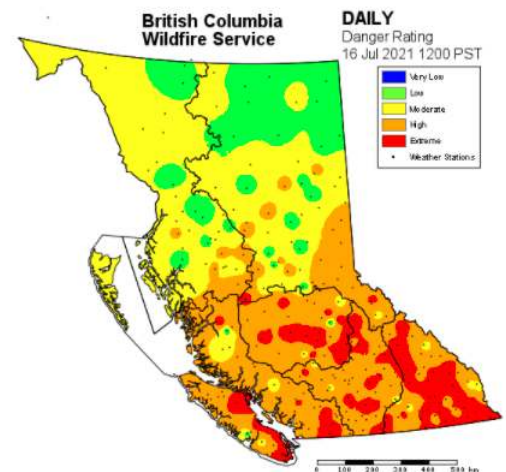 British Columbia
Wildfire Service
DAILY
Danger Rating
16 Jul 2021 1200 PST
Very Low
Low
Moderate
High
Extreme
Weather Stations
0 100 200 300 400 500 km